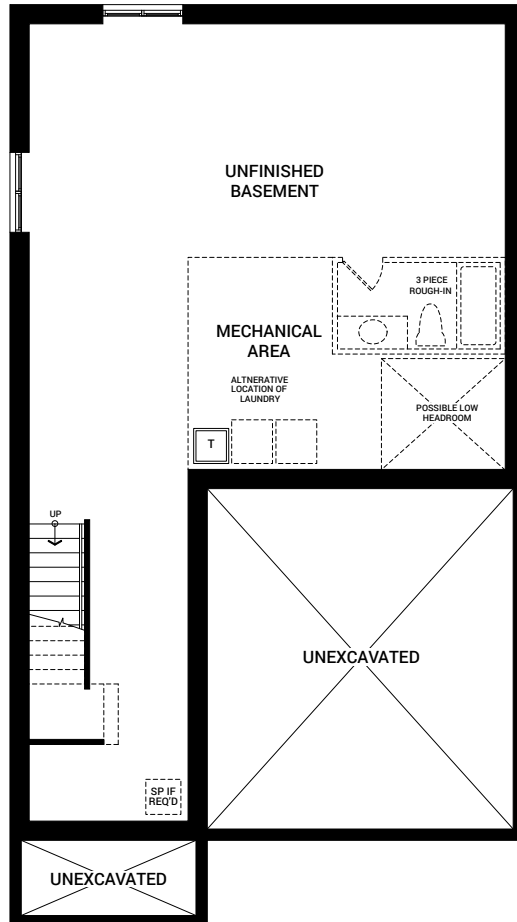 UNFINISHED
BASEMENT
3 PIECE
ROUGH-IN
MECHANICAL
AREA
ALTNERATIVE
LOCATION OF
LAUNDRY
POSSIBLE LOW
HEADROOM
T
UP
UNEXCAVATED
SP IF
REQ'D
UNEXCAVATED